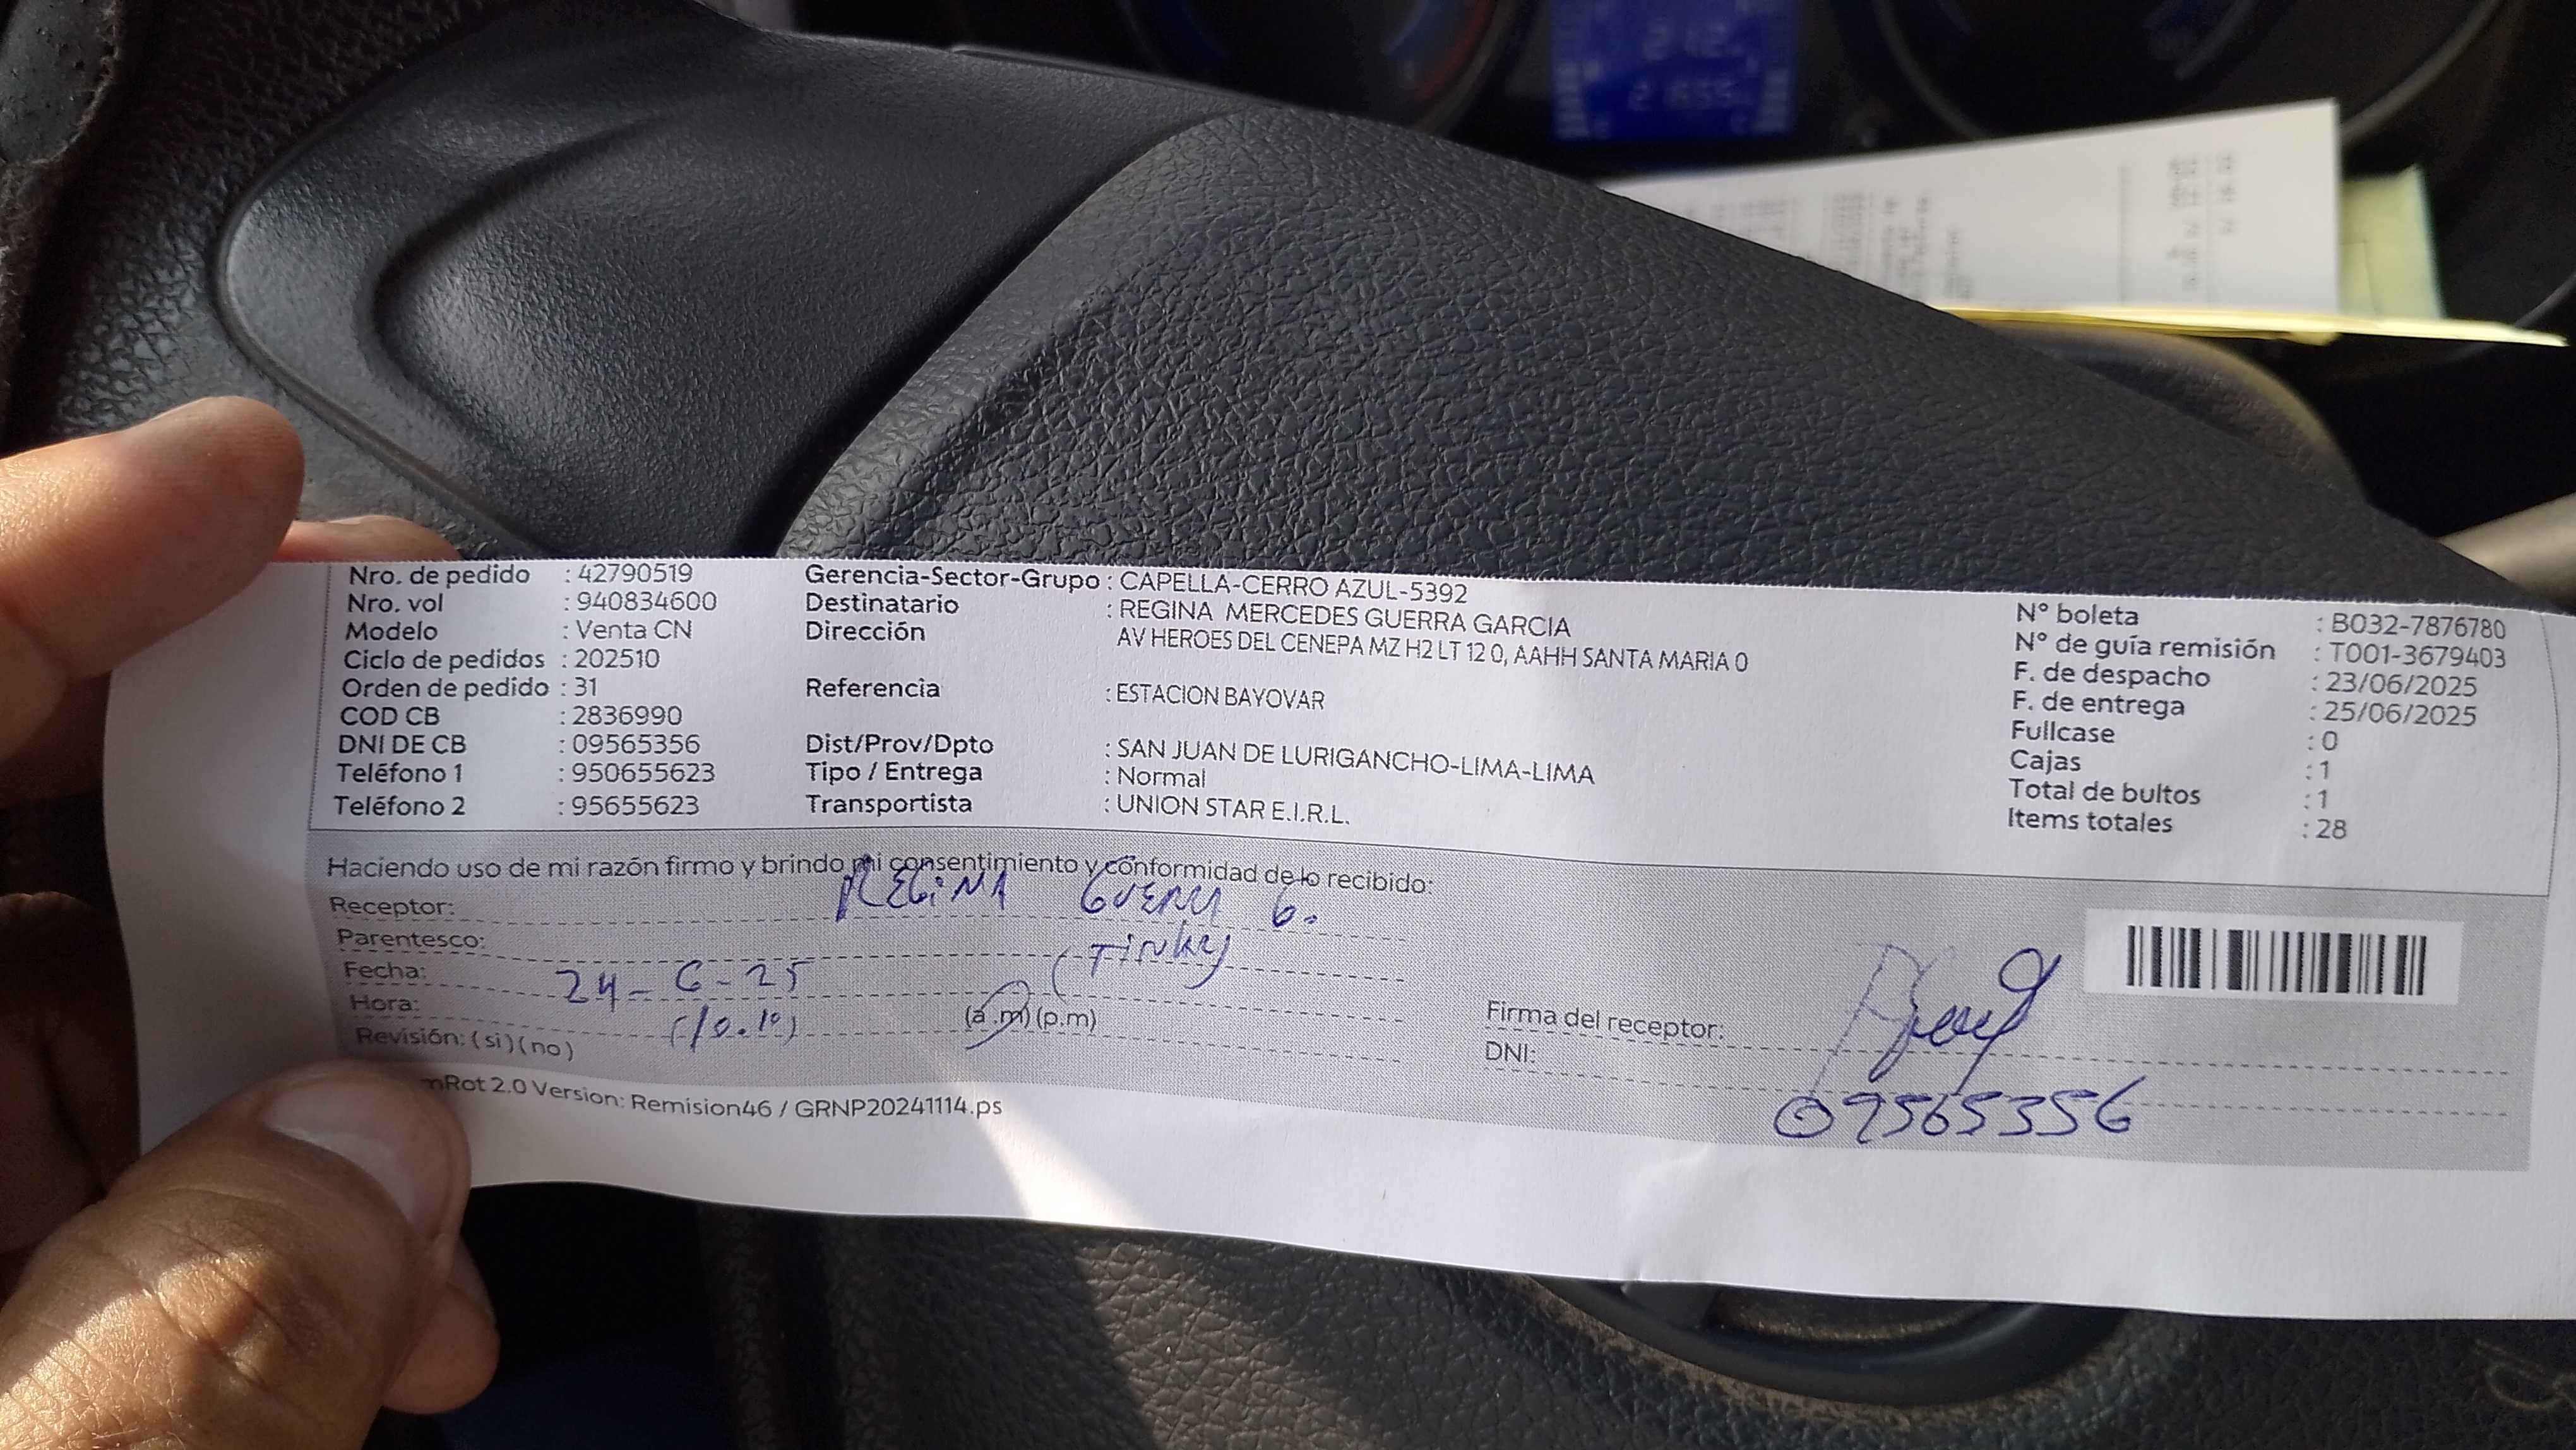 Nro. de pedido : 42790519
Nro. vol : 940834600
Modelo : Venta CN
Ciclo de pedidos : 202510
Orden de pedido : 31
COD CB : 2836990
DNI DE CB : 09565356
Teléfono 1 : 950655623
Teléfono 2 : 95655623
Gerencia-Sector-Grupo : CAPELLA-CERRO AZUL-5392
Destinatario : REGINA MERCEDES GUERRA GARCIA
Dirección AV HEROES DEL CENEPA MZ H2 LT 12 0, AAHH SANTA MARIA 0
Referencia : ESTACION BAYOVAR
Dist/Prov/Dpto : SAN JUAN DE LURIGANCHO-LIMA-LIMA
Tipo / Entrega : Normal
Transportista : UNION STAR E.I.R.L.
N° boleta : B032-7876780
N° de guía remisión : T001-3679403
F. de despacho : 23/06/2025
F. de entrega : 25/06/2025
Fullcase : 0
Cajas : 1
Total de bultos : 1
Items totales : 28
Haciendo uso de mi razón firmo y brindo mi consentimiento y conformidad de lo recibido:
Receptor: REGINA GUERRA G.
Parentesco:
Fecha: 24-6-25
Hora: (10.10) (a.m)(p.m)
Revisión: (si)(no)
Firma del receptor:
DNI: 09565356
mRot 2.0 Version: Remision46 / GRNP20241114.ps